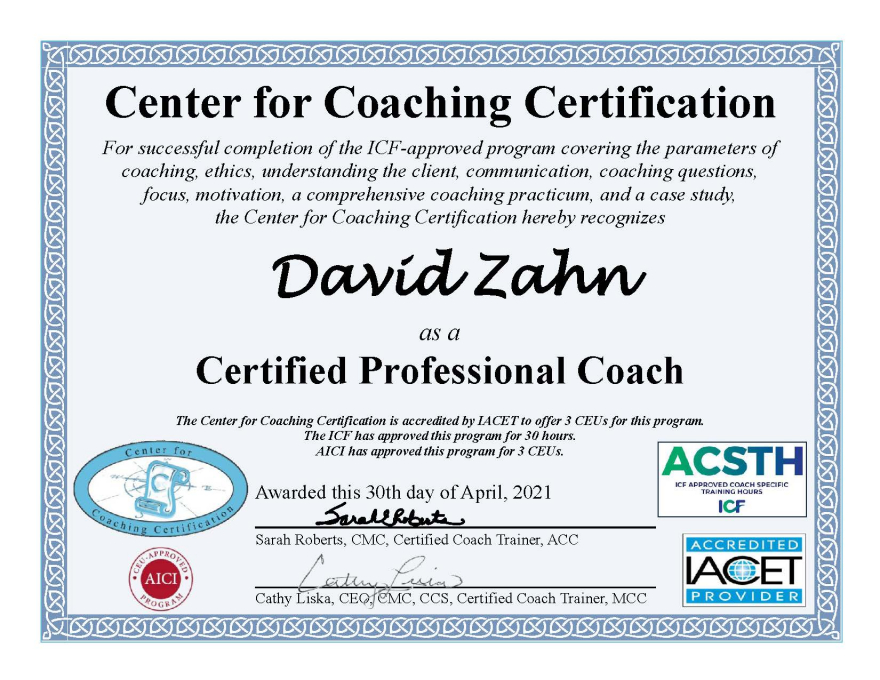 Center for Coaching Certification
For successful completion of the ICF-approved program covering the parameters of
coaching, ethics, understanding the client, communication, coaching questions,
focus, motivation, a comprehensive coaching practicum, and a case study,
the Center for Coaching Certification hereby recognizes
David Zahn
as a
Certified Professional Coach
The Center for Coaching Certification is accredited by IACET to offer 3 CEUs for this program.
The ICF has approved this program for 30 hours.
AICI has approved this program for 3 CEUs.
Center for
C
Coaching Certification
ACSTH
ICF APPROVED COACH SPECIFIC
TRAINING HOURS
ICF
Awarded this 30th day of April, 2021
Sarah Roberts
Sarah Roberts, CMC, Certified Coach Trainer, ACC
CEU-APPROVED
AICI
PROGRAM
Cathy Liska
Cathy Liska, CEO, CMC, CCS, Certified Coach Trainer, MCC
ACCREDITED
IACET
PROVIDER